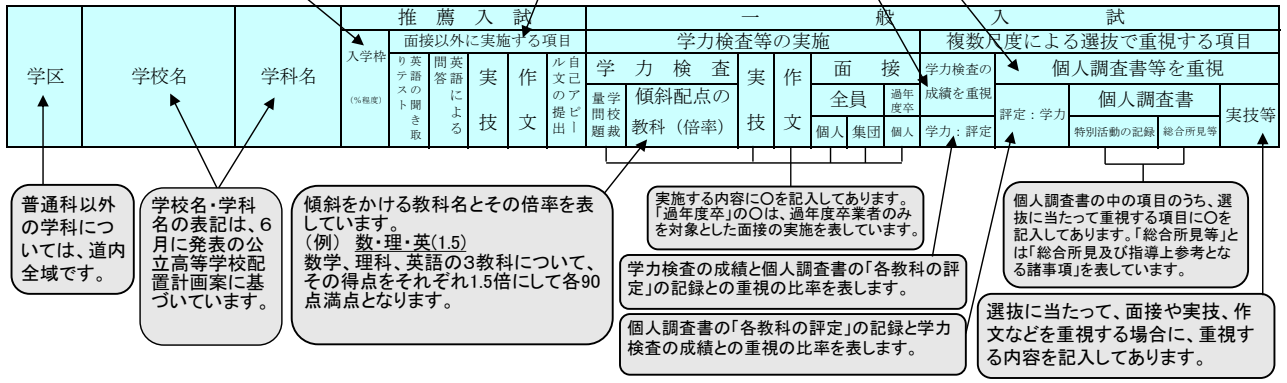 推薦入試
一般入試
学区
学校名
学科名
入学枠
(%程度)
面接以外に実施する項目
英語の聞き取りテスト
英語による問答
実技
作文
自己アピール文の提出
学力検査等の実施
学力検査
学校裁量問題
傾斜配点の
教科（倍率）
実技
作文
面接
全員
過年度卒
個人
集団
個人
複数尺度による選抜で重視する項目
学力検査の
成績を重視
学力：評定
個人調査書等を重視
評定：学力
個人調査書
特別活動の記録
総合所見等
実技等
普通科以外
の学科につ
いては、道内
全域です。
学校名・学科
名の表記は、６
月に発表の公
立高等学校配
置計画案に基
づいています。
傾斜をかける教科名とその倍率を表
しています。
（例） 数・理・英(1.5)
数学、理科、英語の３教科について、
その得点をそれぞれ1.5倍にして各90
点満点となります。
実施する内容に○を記入してあります。
「過年度卒」の○は、過年度卒業者のみ
を対象とした面接の実施を表しています。
学力検査の成績と個人調査書の「各教科の評
定」の記録との重視の比率を表します。
個人調査書の「各教科の評定」の記録と学力
検査の成績との重視の比率を表します。
個人調査書の中の項目のうち、選
抜に当たって重視する項目に○を
記入してあります。「総合所見等」と
は「総合所見及び指導上参考とな
る諸事項」を表しています。
選抜に当たって、面接や実技、作
文などを重視する場合に、重視す
る内容を記入してあります。